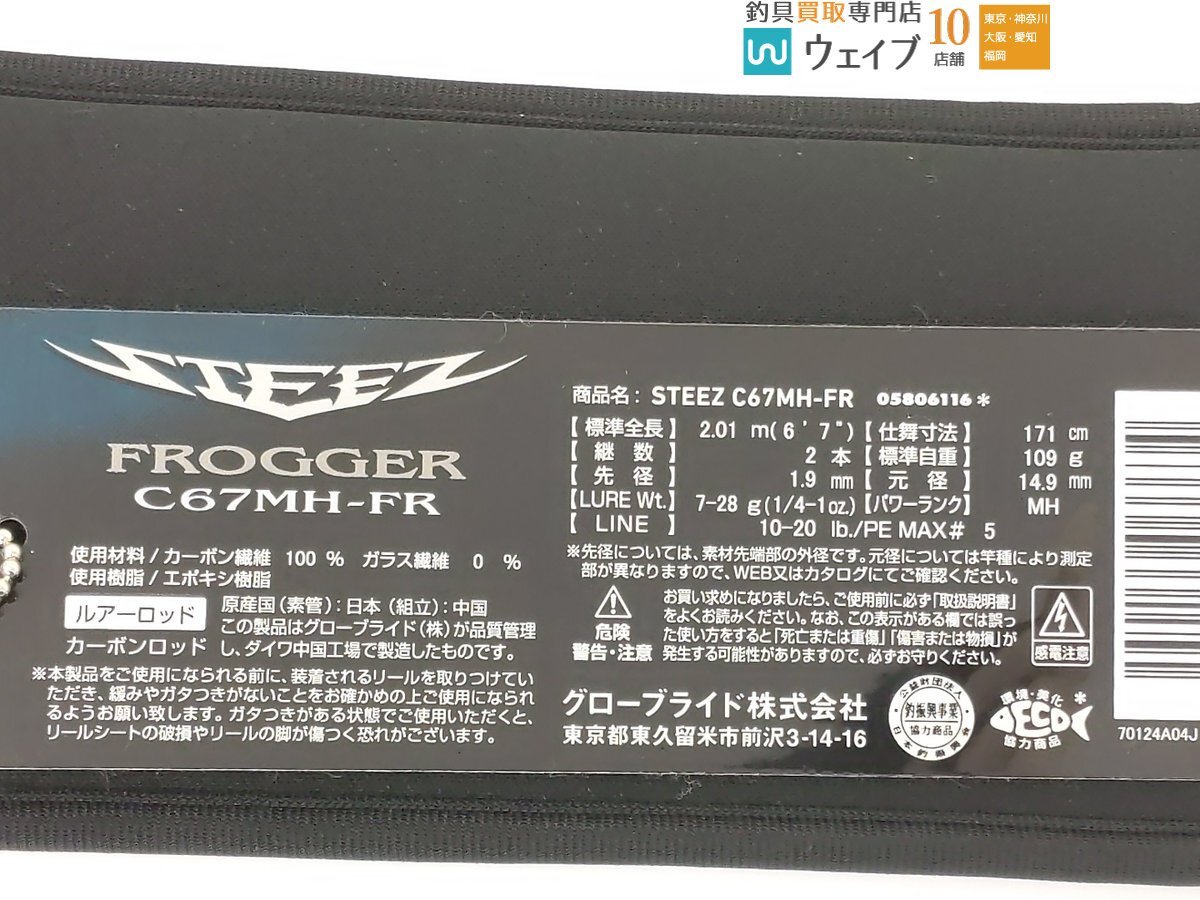 釣具買取専門店
ウェイブ
10
店舗
東京・神奈川
大阪・愛知
福岡
STEEZ
FROGGER
C67MH-FR
使用材料/カーボン繊維 100 % ガラス繊維 0 %
使用樹脂/エポキシ樹脂
ルアーロッド
カーボンロッド
原産国(素管):日本(組立):中国
この製品はグローブライド(株)が品質管理
し、ダイワ中国工場で製造したものです。
※本製品をご使用になられる前に、装着されるリールを取りつけてい
ただき、緩みやガタつきがないことをお確かめの上ご使用になられ
るようお願い致します。ガタつきがある状態でご使用いただくと、
リールシートの破損やリールの脚が傷つく恐れがございます。
商品名: STEEZ C67MH-FR 05806116*
【標準全長】 2.01 m(6'7")【仕舞寸法】 171 cm
【継数】 2 本【標準自重】 109 g
【先径】 1.9 mm【元径】 14.9 mm
【LURE Wt.】 7-28 g(1/4-1oz.)【パワーランク】 MH
【LINE】 10-20 lb./PE MAX# 5
※先径については、素材先端部の外径です。元径については竿種により測定
部が異なりますので、WEB又はカタログにてご確認ください。
危険
警告・注意
お買い求めになりましたら、ご使用前に必ず「取扱説明書」
をよくお読みください。なお、この表示がある欄では誤っ
た使い方をすると「死亡または重傷」「傷害または物損」が
発生する可能性がありますので、必ずお守りください。
感電注意
グローブライド株式会社
東京都東久留米市前沢3-14-16
公益財団法人
釣振興事業
協力商品
日本釣振興会
環境・美化
ECO
協力商品
*
70124A04J